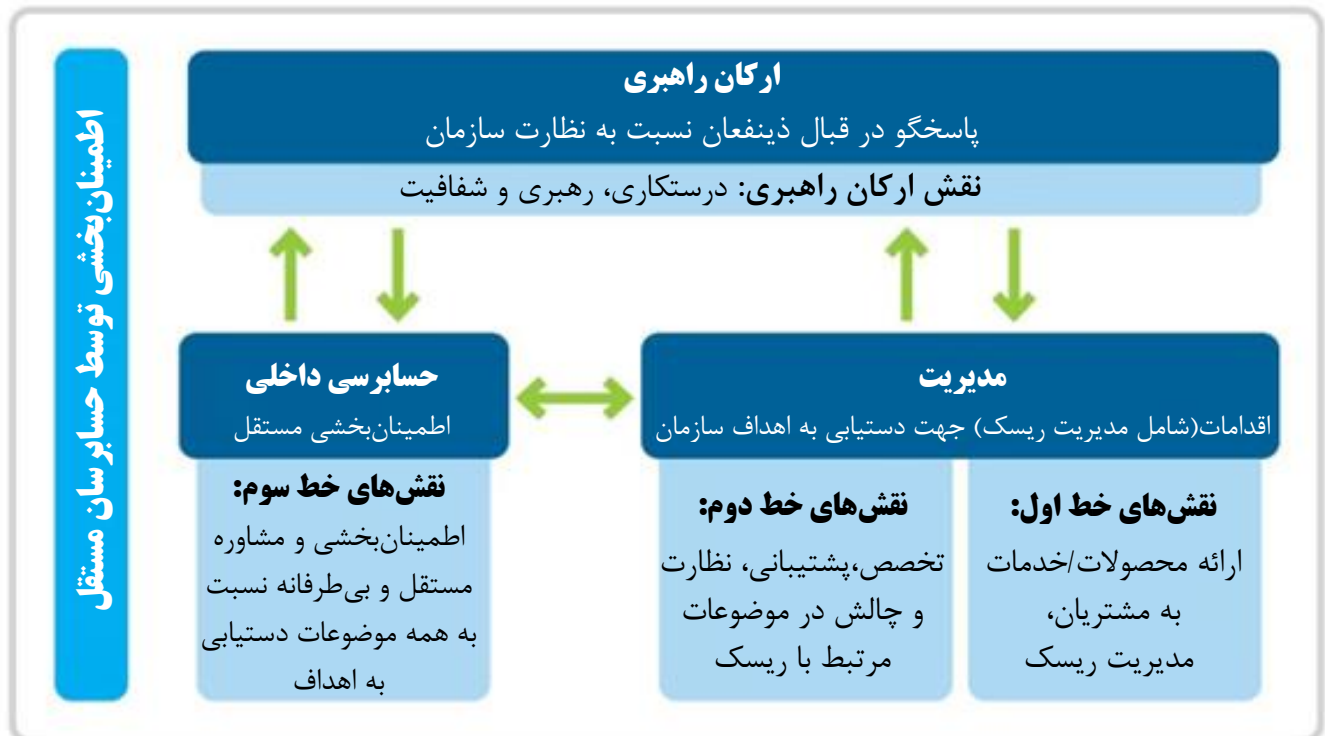 ارکان راهبری
پاسخگو در قبال ذینفعان نسبت به نظارت سازمان
نقش ارکان راهبری: درستکاری، رهبری و شفافیت
مدیریت
اقدامات(شامل مدیریت ریسک) جهت دستیابی به اهداف سازمان
نقش‌های خط اول:
ارائه محصولات/خدمات
به مشتریان،
مدیریت ریسک
نقش‌های خط دوم:
تخصص،پشتیبانی، نظارت
و چالش در موضوعات
مرتبط با ریسک
حسابرسی داخلی
اطمینان‌بخشی مستقل
نقش‌های خط سوم:
اطمینان‌بخشی و مشاوره
مستقل و بی‌طرفانه نسبت
به همه موضوعات دستیابی
به اهداف
اطمینان‌بخشی توسط حسابرسان مستقل